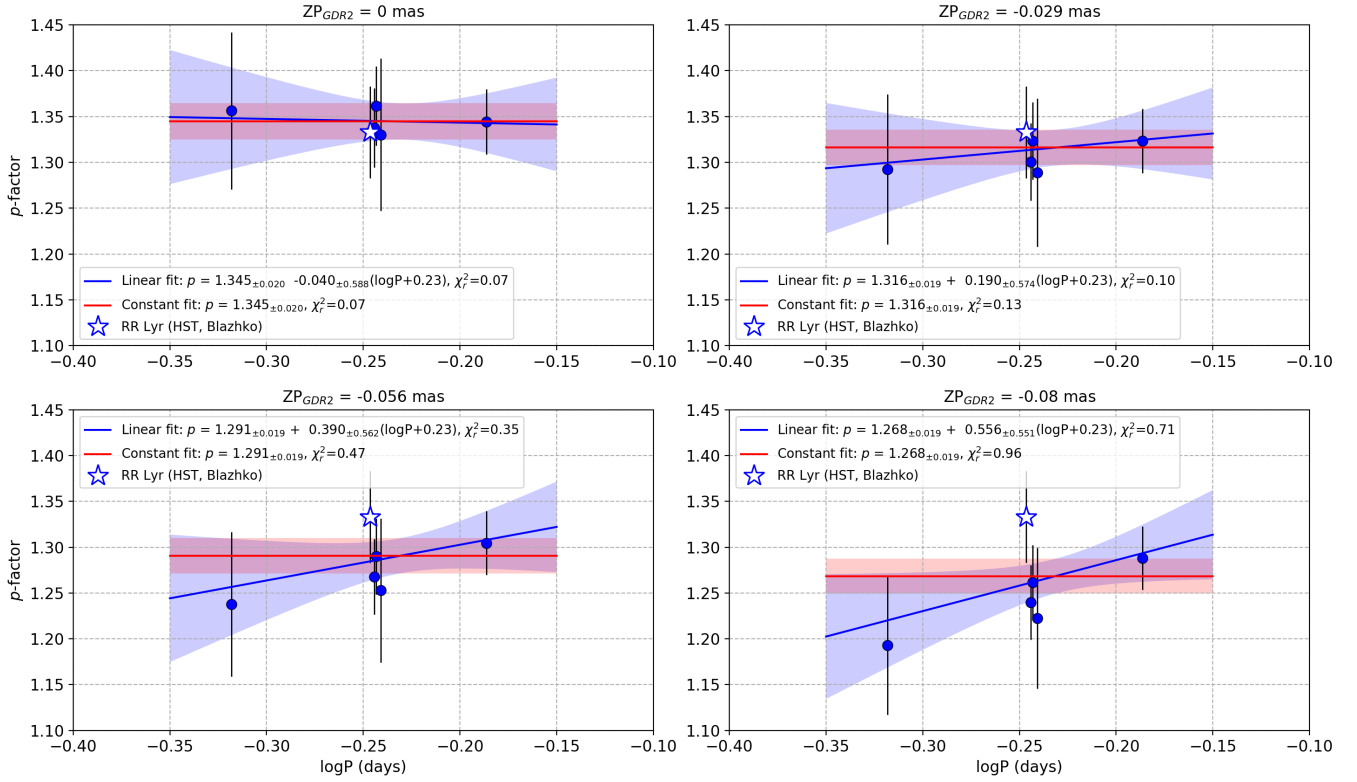 ZP_GDR2 = 0 mas
1.45
1.40
1.35
1.30
1.25
1.20
1.15
1.10
p-factor
Linear fit: p = 1.345±0.020 -0.040±0.588(logP+0.23), χ²r=0.07
Constant fit: p = 1.345±0.020, χ²r=0.07
RR Lyr (HST, Blazhko)
−0.40 −0.35 −0.30 −0.25 −0.20 −0.15 −0.10
ZP_GDR2 = -0.029 mas
1.45
1.40
1.35
1.30
1.25
1.20
1.15
1.10
Linear fit: p = 1.316±0.019 + 0.190±0.574(logP+0.23), χ²r=0.10
Constant fit: p = 1.316±0.019, χ²r=0.13
RR Lyr (HST, Blazhko)
−0.40 −0.35 −0.30 −0.25 −0.20 −0.15 −0.10
ZP_GDR2 = -0.056 mas
1.45
1.40
1.35
1.30
1.25
1.20
1.15
1.10
p-factor
Linear fit: p = 1.291±0.019 + 0.390±0.562(logP+0.23), χ²r=0.35
Constant fit: p = 1.291±0.019, χ²r=0.47
RR Lyr (HST, Blazhko)
−0.40 −0.35 −0.30 −0.25 −0.20 −0.15 −0.10
logP (days)
ZP_GDR2 = -0.08 mas
1.45
1.40
1.35
1.30
1.25
1.20
1.15
1.10
Linear fit: p = 1.268±0.019 + 0.556±0.551(logP+0.23), χ²r=0.71
Constant fit: p = 1.268±0.019, χ²r=0.96
RR Lyr (HST, Blazhko)
−0.40 −0.35 −0.30 −0.25 −0.20 −0.15 −0.10
logP (days)